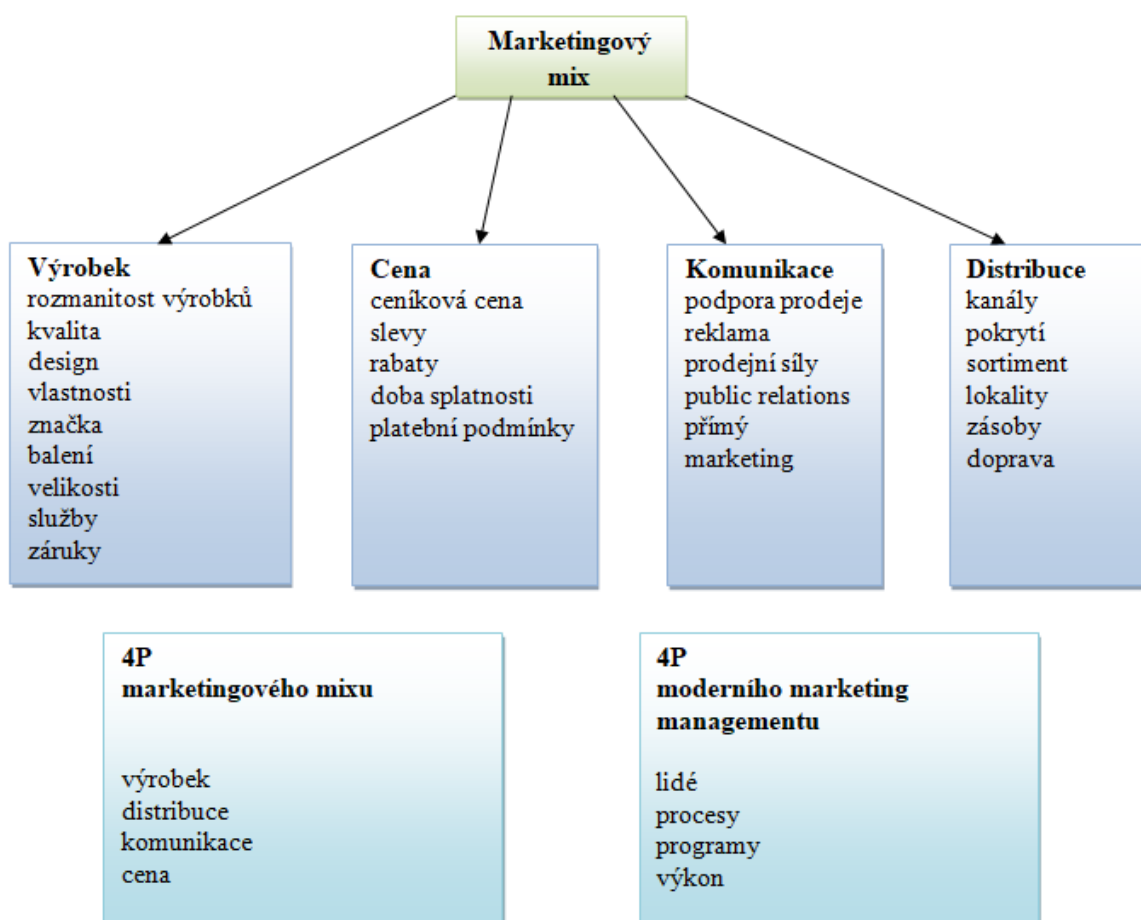 Marketingový
mix
Výrobek
rozmanitost výrobků
kvalita
design
vlastnosti
značka
balení
velikosti
služby
záruky
Cena
ceníková cena
slevy
rabaty
doba splatnosti
platební podmínky
Komunikace
podpora prodeje
reklama
prodejní síly
public relations
přímý
marketing
Distribuce
kanály
pokrytí
sortiment
lokality
zásoby
doprava
4P
marketingového mixu
výrobek
distribuce
komunikace
cena
4P
moderního marketing
managementu
lidé
procesy
programy
výkon